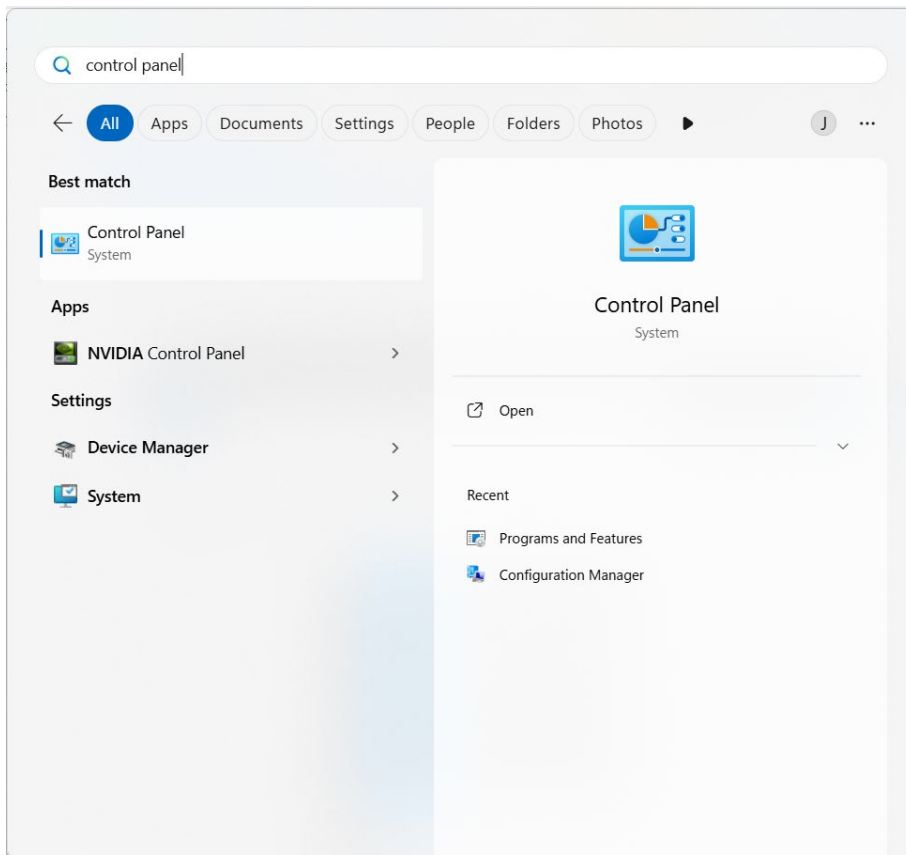 control panel
All Apps Documents Settings People Folders Photos J ...
Best match
Control Panel
System
Apps
NVIDIA Control Panel
Settings
Device Manager
System
Control Panel
System
Open
Recent
Programs and Features
Configuration Manager